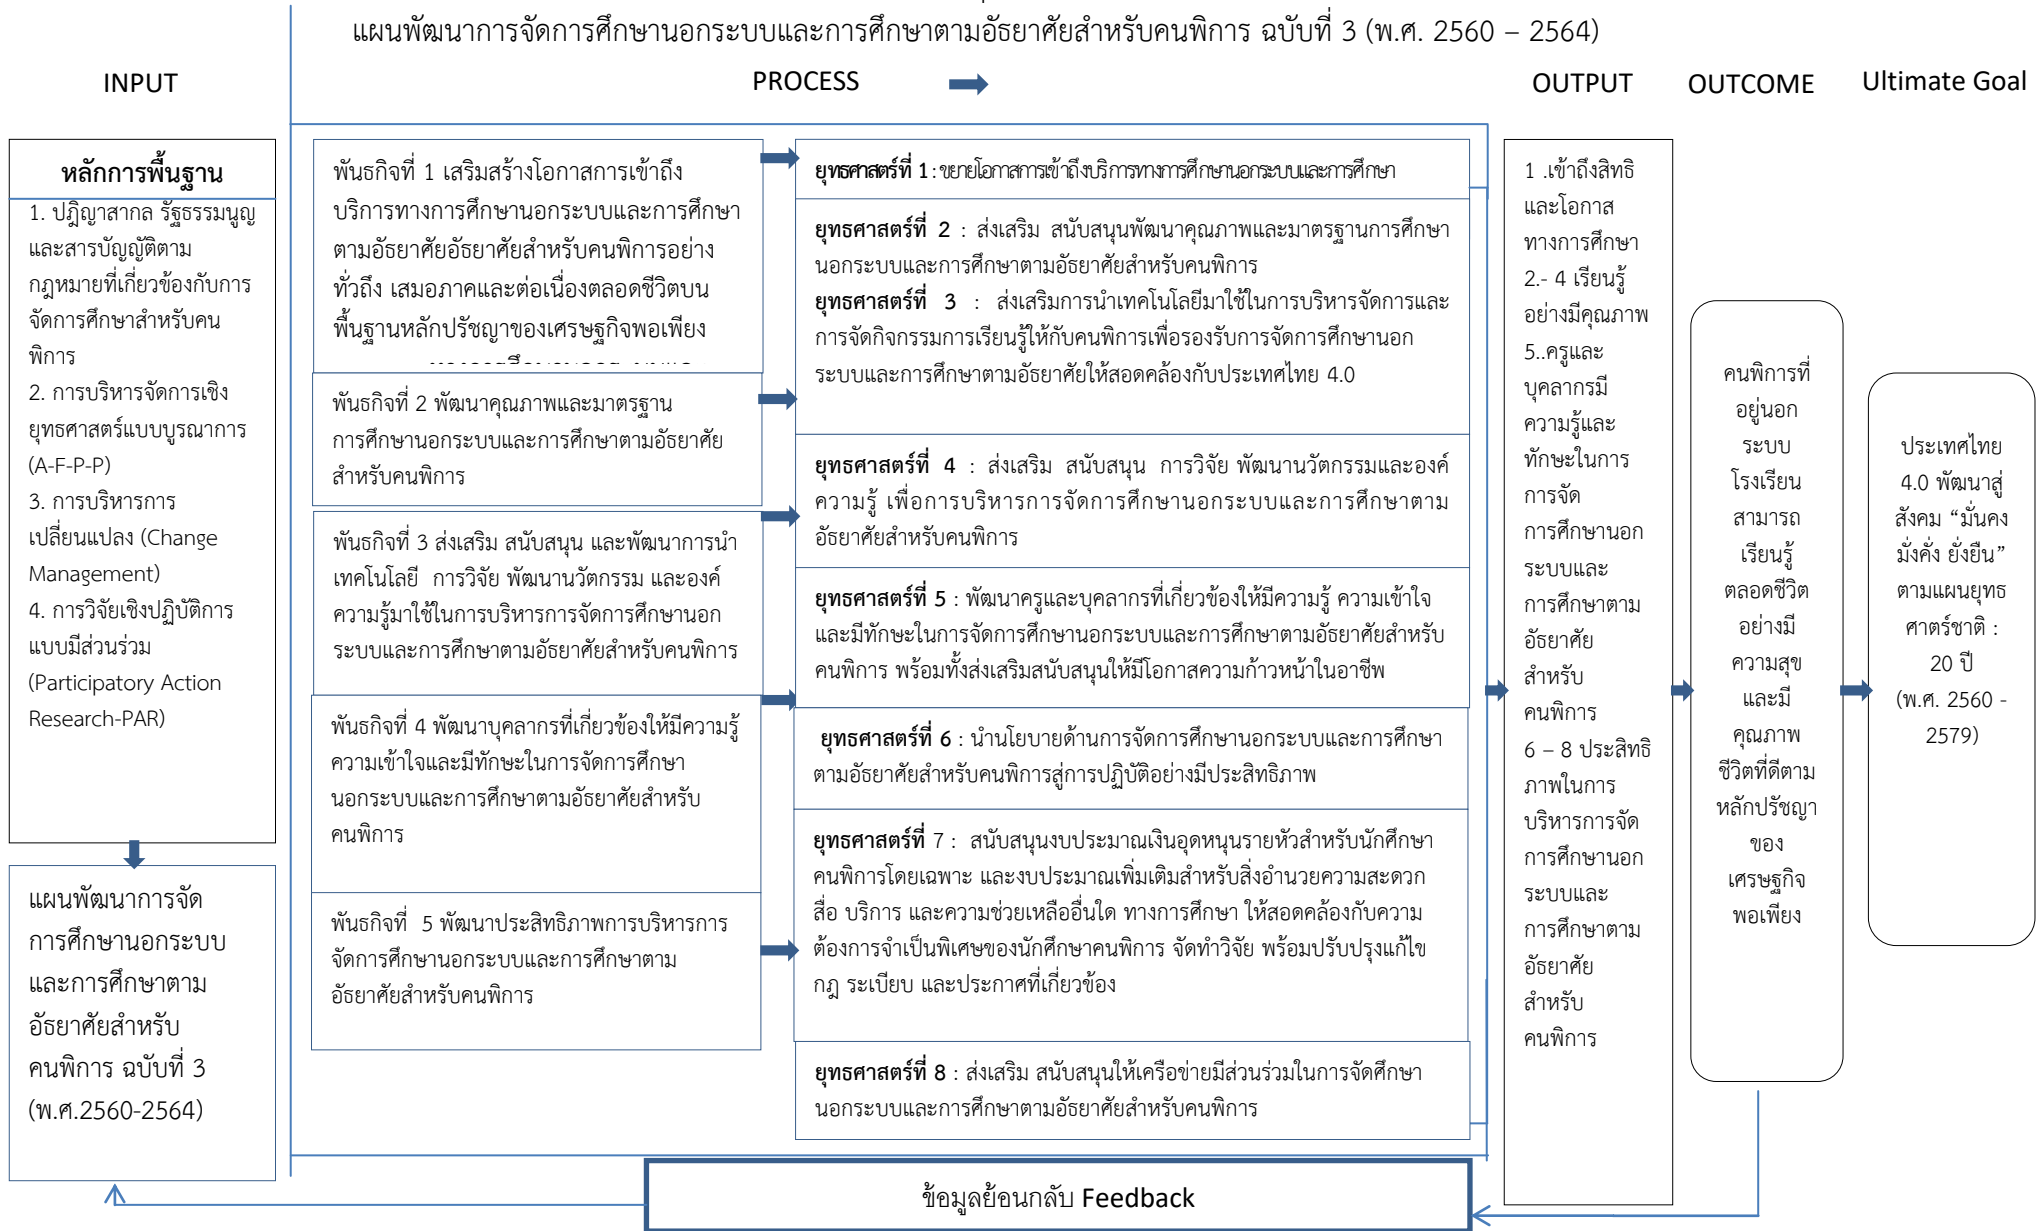 แผนพัฒนาการจัดการศึกษานอกระบบและการศึกษาตามอัธยาศัยสำหรับคนพิการ ฉบับที่ 3 (พ.ศ. 2560 – 2564)
INPUT
PROCESS
OUTPUT
OUTCOME
Ultimate Goal
หลักการพื้นฐาน
1. ปฏิญาสากล รัฐธรรมนูญ
และสารบัญญัติตาม
กฎหมายที่เกี่ยวข้องกับการ
จัดการศึกษาสำหรับคน
พิการ
2. การบริหารจัดการเชิง
ยุทธศาสตร์แบบบูรณาการ
(A-F-P-P)
3. การบริหารการ
เปลี่ยนแปลง (Change
Management)
4. การวิจัยเชิงปฏิบัติการ
แบบมีส่วนร่วม
(Participatory Action
Research-PAR)
แผนพัฒนาการจัด
การศึกษานอกระบบ
และการศึกษาตาม
อัธยาศัยสำหรับ
คนพิการ ฉบับที่ 3
(พ.ศ.2560-2564)
พันธกิจที่ 1 เสริมสร้างโอกาสการเข้าถึง
บริการทางการศึกษานอกระบบและการศึกษา
ตามอัธยาศัยอัธยาศัยสำหรับคนพิการอย่าง
ทั่วถึง เสมอภาคและต่อเนื่องตลอดชีวิตบน
พื้นฐานหลักปรัชญาของเศรษฐกิจพอเพียง
พันธกิจที่ 2 พัฒนาคุณภาพและมาตรฐาน
การศึกษานอกระบบและการศึกษาตามอัธยาศัย
สำหรับคนพิการ
พันธกิจที่ 3 ส่งเสริม สนับสนุน และพัฒนาการนำ
เทคโนโลยี การวิจัย พัฒนานวัตกรรม และองค์
ความรู้มาใช้ในการบริหารการจัดการศึกษานอก
ระบบและการศึกษาตามอัธยาศัยสำหรับคนพิการ
พันธกิจที่ 4 พัฒนาบุคลากรที่เกี่ยวข้องให้มีความรู้
ความเข้าใจและมีทักษะในการจัดการศึกษา
นอกระบบและการศึกษาตามอัธยาศัยสำหรับ
คนพิการ
พันธกิจที่ 5 พัฒนาประสิทธิภาพการบริหารการ
จัดการศึกษานอกระบบและการศึกษาตาม
อัธยาศัยสำหรับคนพิการ
ยุทธศาสตร์ที่ 1 : ขยายโอกาสการเข้าถึงบริการทางการศึกษานอกระบบและการศึกษา
ยุทธศาสตร์ที่ 2 : ส่งเสริม สนับสนุนพัฒนาคุณภาพและมาตรฐานการศึกษา
นอกระบบและการศึกษาตามอัธยาศัยสำหรับคนพิการ
ยุทธศาสตร์ที่ 3 : ส่งเสริมการนำเทคโนโลยีมาใช้ในการบริหารจัดการและ
การจัดกิจกรรมการเรียนรู้ให้กับคนพิการเพื่อรองรับการจัดการศึกษานอก
ระบบและการศึกษาตามอัธยาศัยให้สอดคล้องกับประเทศไทย 4.0
ยุทธศาสตร์ที่ 4 : ส่งเสริม สนับสนุน การวิจัย พัฒนานวัตกรรมและองค์
ความรู้ เพื่อการบริหารการจัดการศึกษานอกระบบและการศึกษาตาม
อัธยาศัยสำหรับคนพิการ
ยุทธศาสตร์ที่ 5 : พัฒนาครูและบุคลากรที่เกี่ยวข้องให้มีความรู้ ความเข้าใจ
และมีทักษะในการจัดการศึกษานอกระบบและการศึกษาตามอัธยาศัยสำหรับ
คนพิการ พร้อมทั้งส่งเสริมสนับสนุนให้มีโอกาสความก้าวหน้าในอาชีพ
ยุทธศาสตร์ที่ 6 : นำนโยบายด้านการจัดการศึกษานอกระบบและการศึกษา
ตามอัธยาศัยสำหรับคนพิการสู่การปฏิบัติอย่างมีประสิทธิภาพ
ยุทธศาสตร์ที่ 7 : สนับสนุนงบประมาณเงินอุดหนุนรายหัวสำหรับนักศึกษา
คนพิการโดยเฉพาะ และงบประมาณเพิ่มเติมสำหรับสิ่งอำนวยความสะดวก
สื่อ บริการ และความช่วยเหลืออื่นใด ทางการศึกษา ให้สอดคล้องกับความ
ต้องการจำเป็นพิเศษของนักศึกษาคนพิการ จัดทำวิจัย พร้อมปรับปรุงแก้ไข
กฎ ระเบียบ และประกาศที่เกี่ยวข้อง
ยุทธศาสตร์ที่ 8 : ส่งเสริม สนับสนุนให้เครือข่ายมีส่วนร่วมในการจัดศึกษา
นอกระบบและการศึกษาตามอัธยาศัยสำหรับคนพิการ
1 .เข้าถึงสิทธิ
และโอกาส
ทางการศึกษา
2.- 4 เรียนรู้
อย่างมีคุณภาพ
5..ครูและ
บุคลากรมี
ความรู้และ
ทักษะในการ
การจัด
การศึกษานอก
ระบบและ
การศึกษาตาม
อัธยาศัย
สำหรับ
คนพิการ
6 – 8 ประสิทธิ
ภาพในการ
บริหารการจัด
การศึกษานอก
ระบบและ
การศึกษาตาม
อัธยาศัย
สำหรับ
คนพิการ
คนพิการที่
อยู่นอก
ระบบ
โรงเรียน
สามารถ
เรียนรู้
ตลอดชีวิต
อย่างมี
ความสุข
และมี
คุณภาพ
ชีวิตที่ดีตาม
หลักปรัชญา
ของ
เศรษฐกิจ
พอเพียง
ประเทศไทย
4.0 พัฒนาสู่
สังคม “มั่นคง
มั่งคั่ง ยั่งยืน”
ตามแผนยุทธ
ศาตร์ชาติ :
20 ปี
(พ.ศ. 2560 -
2579)
ข้อมูลย้อนกลับ Feedback